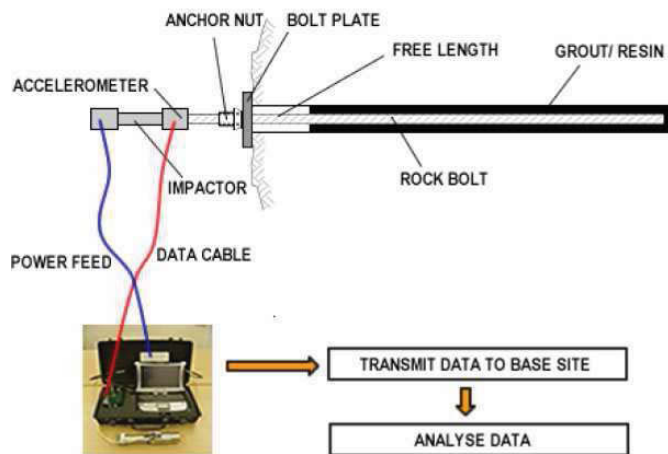 BOLT PLATE
ANCHOR NUT
FREE LENGTH
GROUT/ RESIN
ACCELEROMETER
ROCK BOLT
IMPACTOR
DATA CABLE
POWER FEED
TRANSMIT DATA TO BASE SITE
ANALYSE DATA